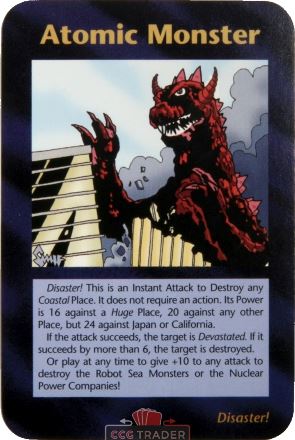 Atomic Monster
Disaster! This is an Instant Attack to Destroy any
Coastal Place. It does not require an action. Its Power
is 16 against a Huge Place, 20 against any other
Place, but 24 against Japan or California.
If the attack succeeds, the target is Devastated. If it
succeeds by more than 6, the target is destroyed.
Or play at any time to give +10 to any attack to
destroy the Robot Sea Monsters or the Nuclear
Power Companies!
Disaster!
CCG TRADER